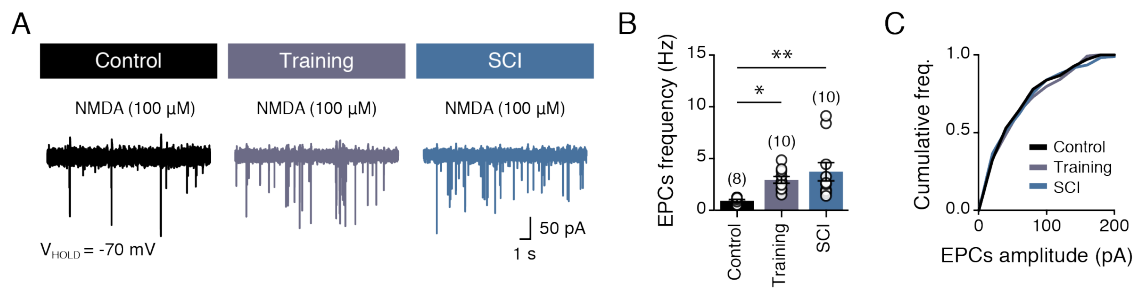 A
Control
Training
SCI
NMDA (100 µM)
NMDA (100 µM)
NMDA (100 µM)
VHOLD = -70 mV
50 pA
1 s
B
EPCs frequency (Hz)
15
10
5
0
**
*
(8)
(10)
(10)
Control
Training
SCI
C
Cumulative freq.
1.0
0.5
0.0
Control
Training
SCI
0
100
200
EPCs amplitude (pA)